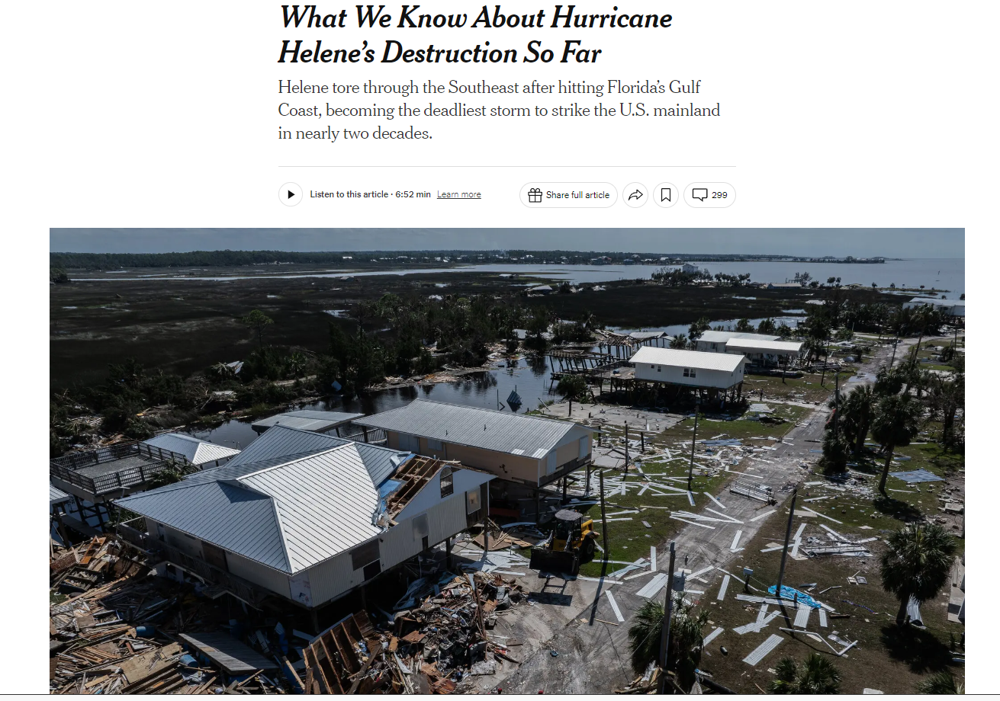 What We Know About Hurricane
Helene’s Destruction So Far
Helene tore through the Southeast after hitting Florida’s Gulf
Coast, becoming the deadliest storm to strike the U.S. mainland
in nearly two decades.
Listen to this article · 6:52 min Learn more Share full article 299